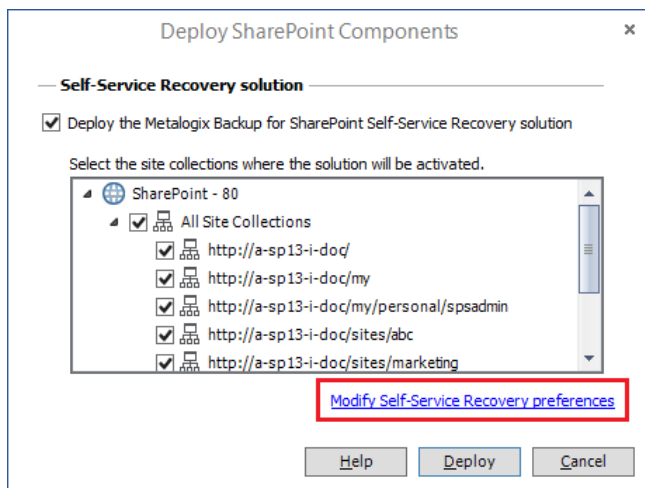 Deploy SharePoint Components
Self-Service Recovery solution
Deploy the Metalogix Backup for SharePoint Self-Service Recovery solution
Select the site collections where the solution will be activated.
SharePoint - 80
All Site Collections
http://a-sp13-i-doc/
http://a-sp13-i-doc/my
http://a-sp13-i-doc/my/personal/spsadmin
http://a-sp13-i-doc/sites/abc
http://a-sp13-i-doc/sites/marketing
Modify Self-Service Recovery preferences
Help Deploy Cancel